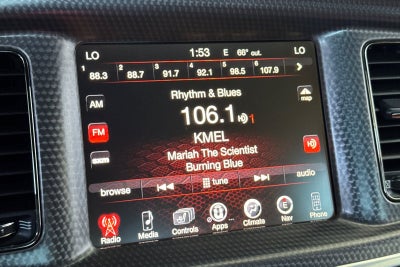 LO 1:53 E 66° out. LO
1 88.3 2 88.7 3 91.7 4 92.1 5 98.5 6 107.9
Rhythm & Blues
AM
106.1 1
map
FM
KMEL
Mariah The Scientist
Burning Blue
browse tune audio
Radio Media Controls Apps Climate Nav Phone